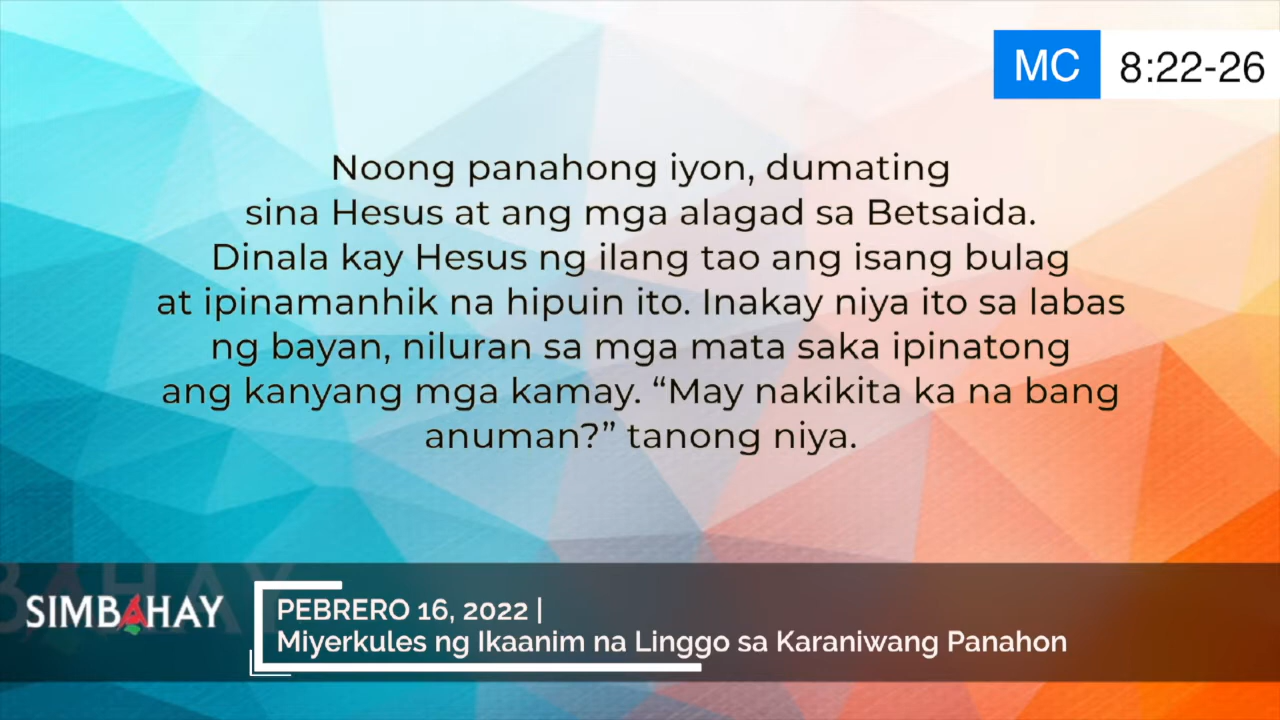 MC 8:22-26
Noong panahong iyon, dumating
sina Hesus at ang mga alagad sa Betsaida.
Dinala kay Hesus ng ilang tao ang isang bulag
at ipinamanhik na hipuin ito. Inakay niya ito sa labas
ng bayan, niluran sa mga mata saka ipinatong
ang kanyang mga kamay. “May nakikita ka na bang
anuman?” tanong niya.
SIMBAHAY
PEBRERO 16, 2022 |
Miyerkules ng Ikaanim na Linggo sa Karaniwang Panahon